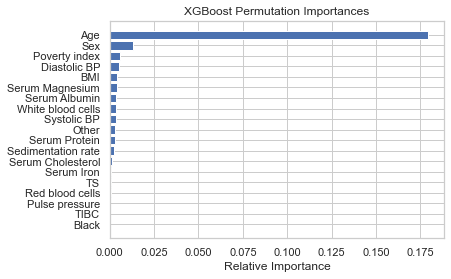 XGBoost Permutation Importances
Age
Sex
Poverty index
Diastolic BP
BMI
Serum Magnesium
Serum Albumin
White blood cells
Systolic BP
Other
Serum Protein
Sedimentation rate
Serum Cholesterol
Serum Iron
TS
Red blood cells
Pulse pressure
TIBC
Black
0.000 0.025 0.050 0.075 0.100 0.125 0.150 0.175
Relative Importance